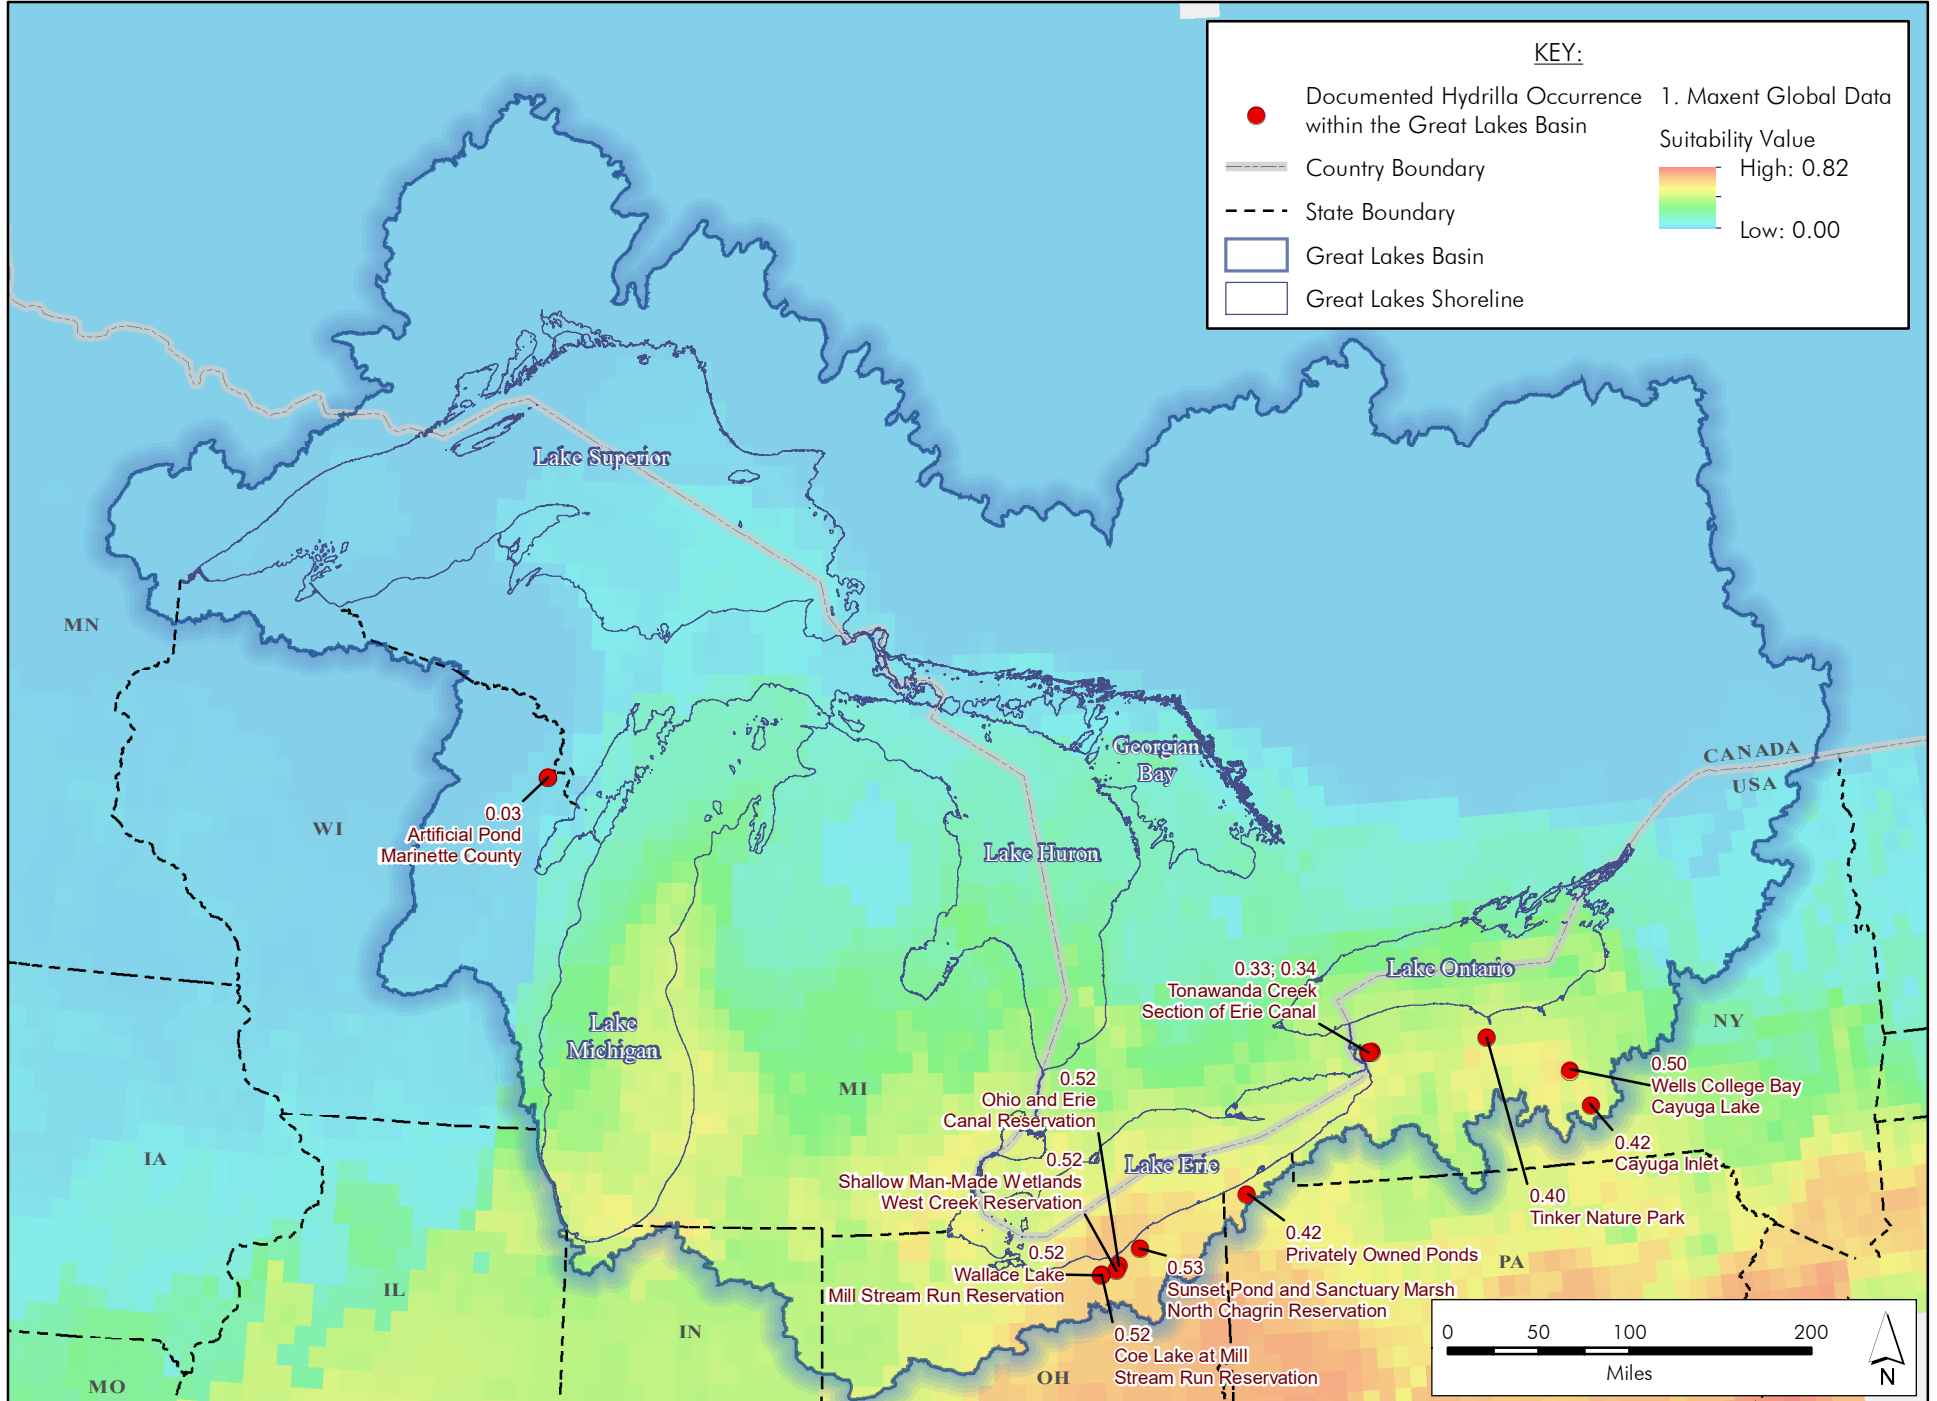 KEY:
Documented Hydrilla Occurrence
within the Great Lakes Basin
Country Boundary
State Boundary
Great Lakes Basin
Great Lakes Shoreline
1. Maxent Global Data
Suitability Value
High: 0.82
Low: 0.00
Lake Superior
MN
Georgian
Bay
CANADA
USA
0.03
Artificial Pond
Marinette County
WI
Lake Huron
0.33; 0.34
Tonawanda Creek
Section of Erie Canal
Lake Ontario
NY
Lake
Michigan
MI
0.52
Ohio and Erie
Canal Reservation
0.50
Wells College Bay
Cayuga Lake
0.42
Cayuga Inlet
IA
0.52
Shallow Man-Made Wetlands
West Creek Reservation
Lake Erie
0.40
Tinker Nature Park
0.42
Privately Owned Ponds
PA
0.52
Wallace Lake
Mill Stream Run Reservation
0.53
Sunset Pond and Sanctuary Marsh
North Chagrin Reservation
IL
IN
0.52
Coe Lake at Mill
Stream Run Reservation
OH
MO
0 50 100 200
Miles
N